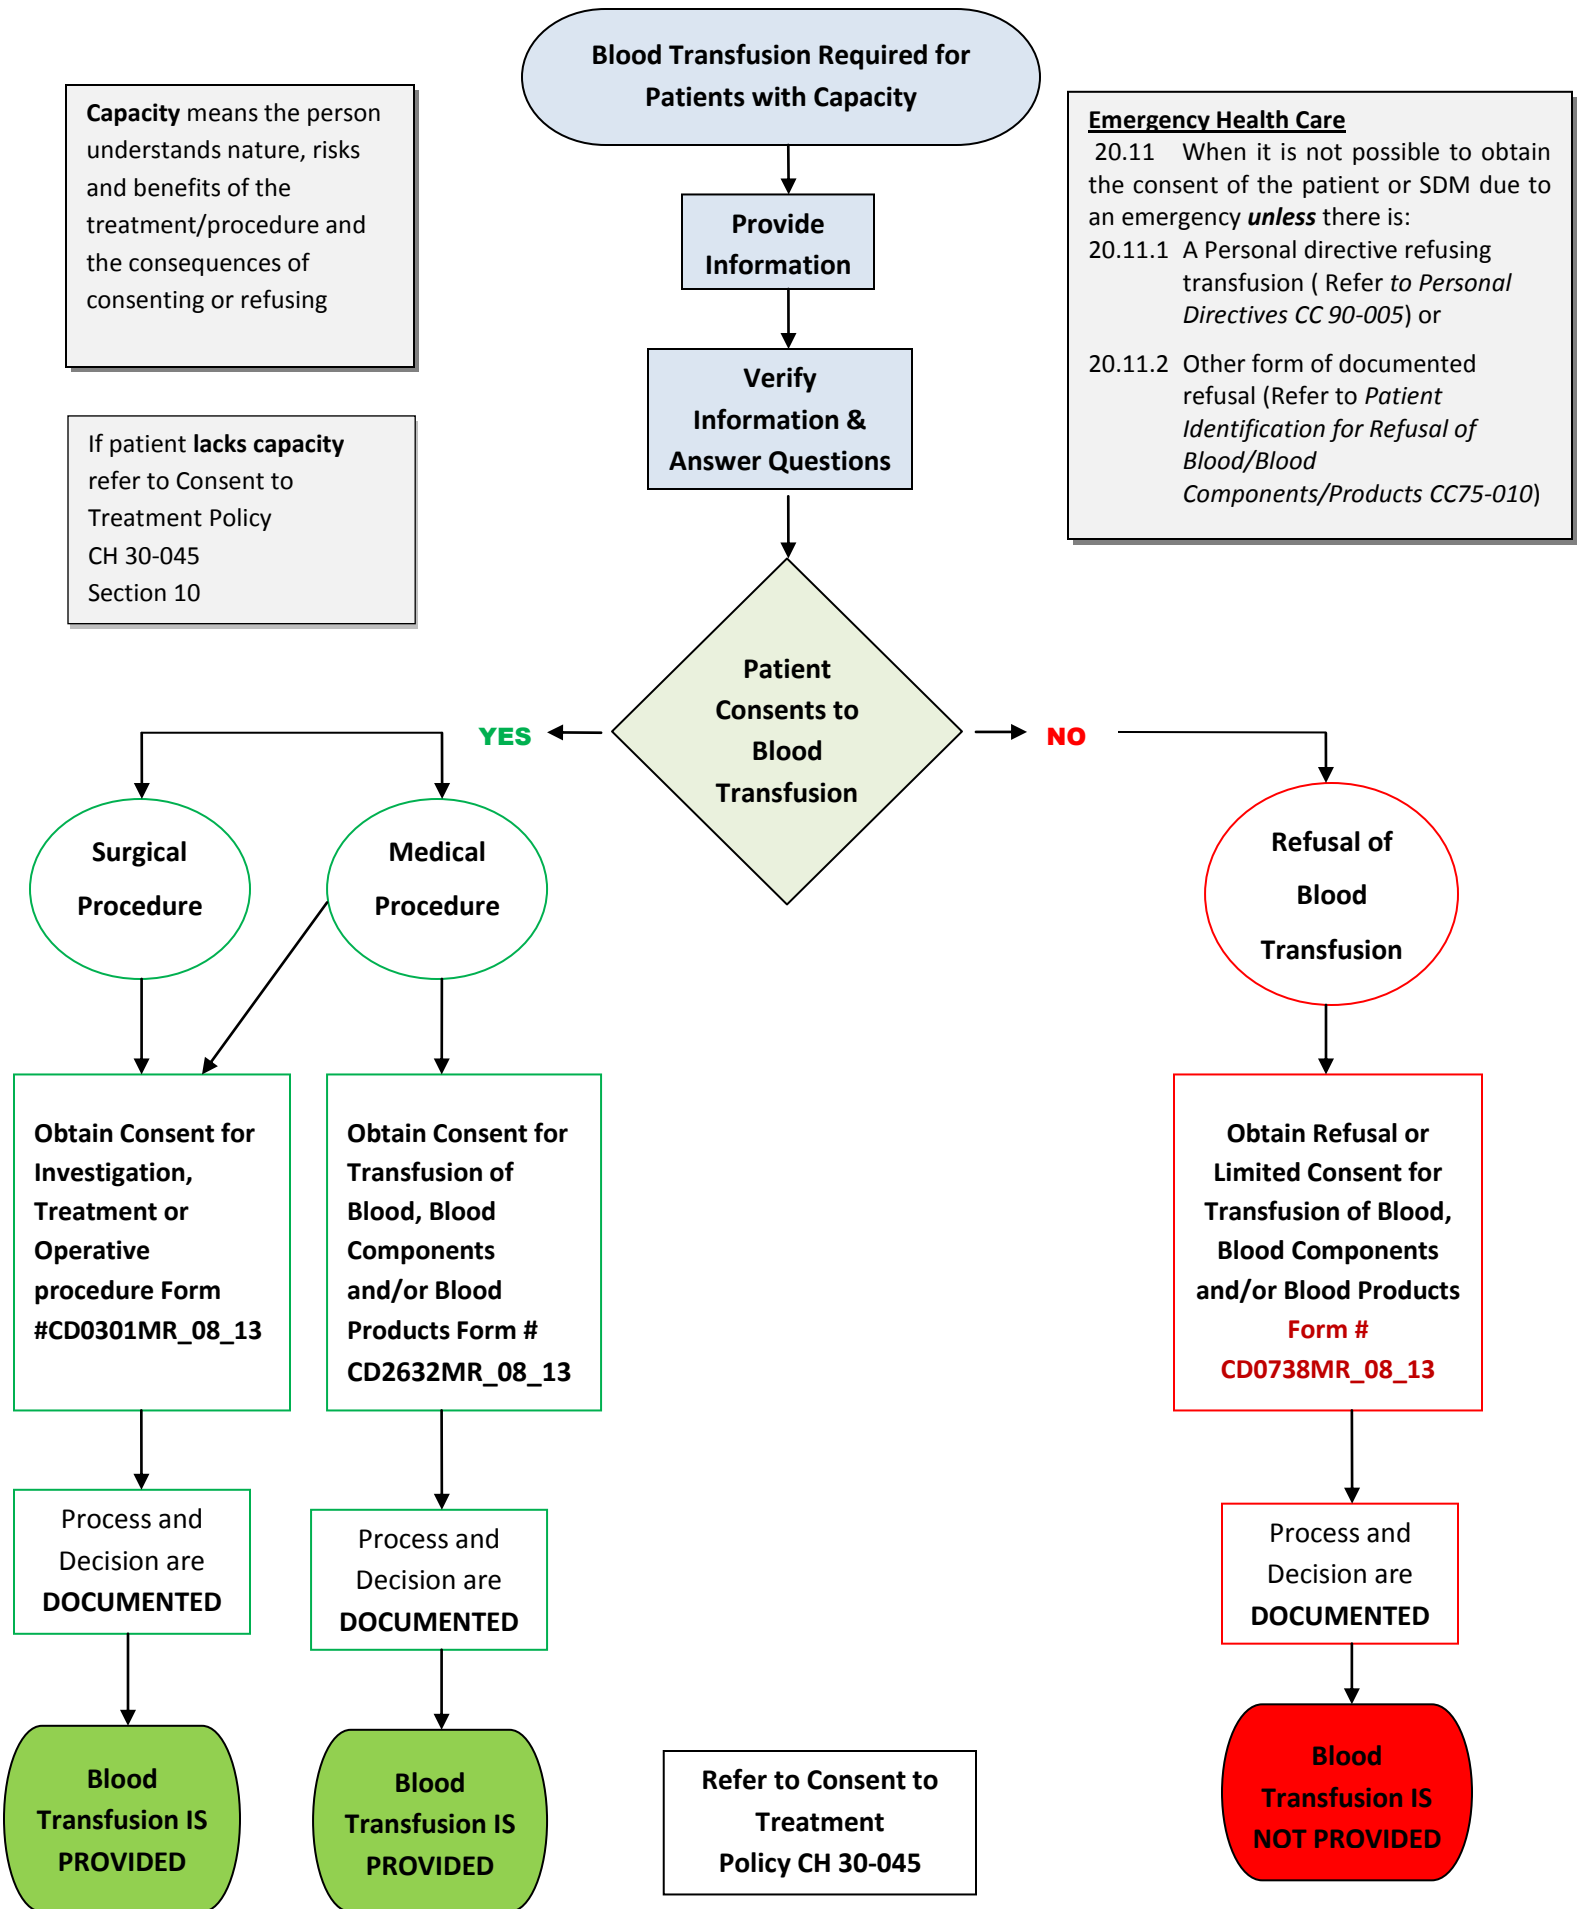 Blood Transfusion Required for
Patients with Capacity
Capacity means the person
understands nature, risks
and benefits of the
treatment/procedure and
the consequences of
consenting or refusing
Emergency Health Care
20.11 When it is not possible to obtain
the consent of the patient or SDM due to
an emergency unless there is:
20.11.1 A Personal directive refusing
transfusion ( Refer to Personal
Directives CC 90-005) or
20.11.2 Other form of documented
refusal (Refer to Patient
Identification for Refusal of
Blood/Blood
Components/Products CC75-010)
Provide
Information
Verify
Information &
Answer Questions
If patient lacks capacity
refer to Consent to
Treatment Policy
CH 30-045
Section 10
Patient
Consents to
Blood
Transfusion
YES
NO
Surgical
Procedure
Medical
Procedure
Refusal of
Blood
Transfusion
Obtain Consent for
Investigation,
Treatment or
Operative
procedure Form
#CD0301MR_08_13
Obtain Consent for
Transfusion of
Blood, Blood
Components
and/or Blood
Products Form #
CD2632MR_08_13
Obtain Refusal or
Limited Consent for
Transfusion of Blood,
Blood Components
and/or Blood Products
Form #
CD0738MR_08_13
Process and
Decision are
DOCUMENTED
Process and
Decision are
DOCUMENTED
Process and
Decision are
DOCUMENTED
Blood
Transfusion IS
PROVIDED
Blood
Transfusion IS
PROVIDED
Refer to Consent to
Treatment
Policy CH 30-045
Blood
Transfusion IS
NOT PROVIDED